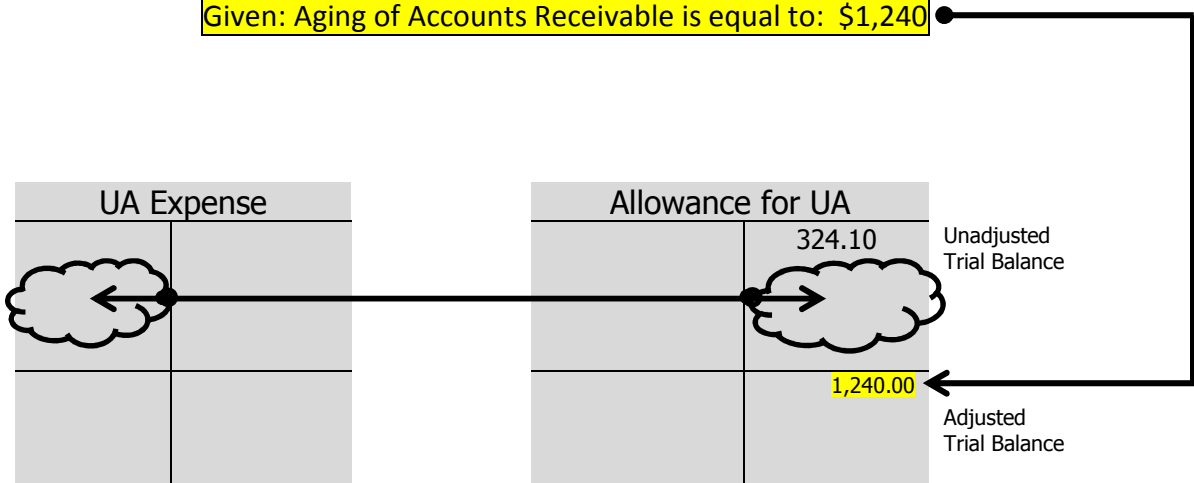 Given: Aging of Accounts Receivable is equal to: $1,240
UA Expense
Allowance for UA
324.10
Unadjusted
Trial Balance
1,240.00
Adjusted
Trial Balance